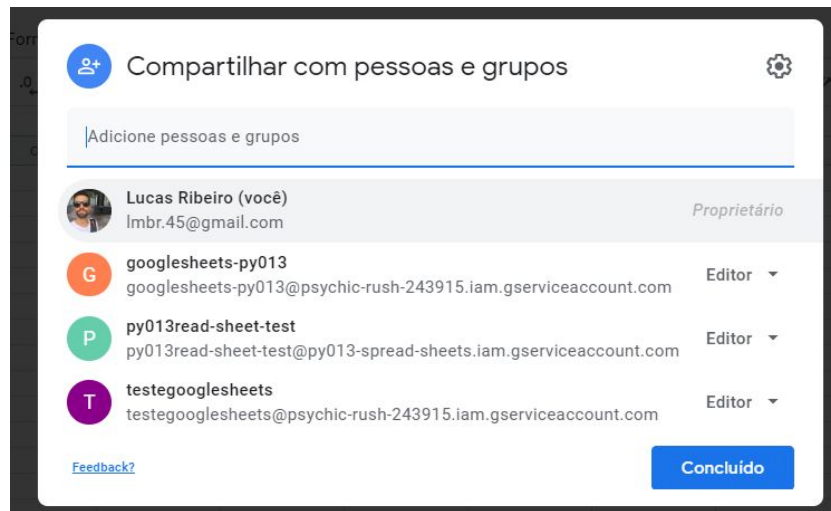 Compartilhar com pessoas e grupos
Adicione pessoas e grupos
Lucas Ribeiro (você)
Proprietário
lmbr.45@gmail.com
G
googlesheets-py013
googlesheets-py013@psychic-rush-243915.iam.gserviceaccount.com
Editor
P
py013read-sheet-test
py013read-sheet-test@py013-spread-sheets.iam.gserviceaccount.com
Editor
T
testegooglesheets
testegooglesheets@psychic-rush-243915.iam.gserviceaccount.com
Editor
Feedback?
Concluído